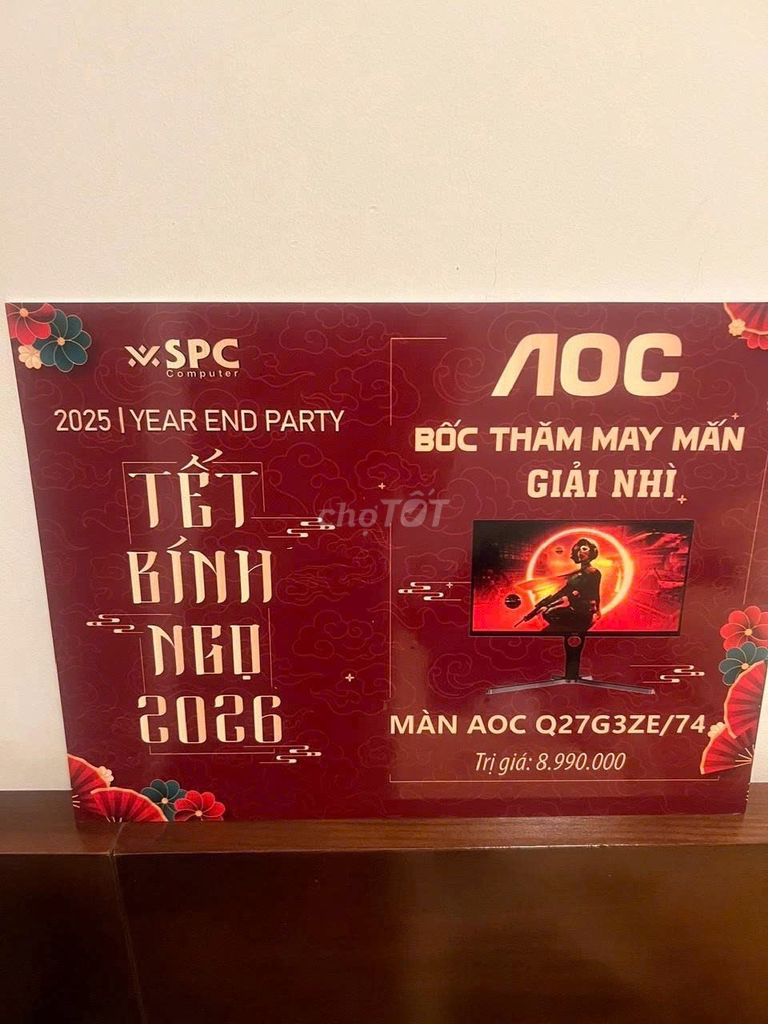 SPC
Computer
2025 | YEAR END PARTY
TẾT
BÍNH
NGỌ
2026
AOC
BỐC THĂM MAY MẮN
GIẢI NHÌ
MÀN AOC Q27G3ZE/74
Trị giá: 8.990.000
chợTỐT